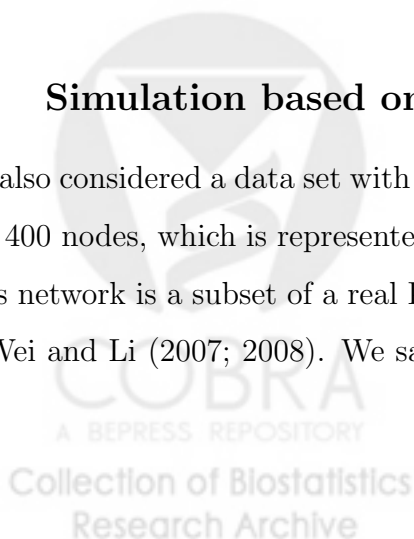 Simulation based on
also considered a data set with
400 nodes, which is represente
s network is a subset of a real
Wei and Li (2007; 2008). We sa
COBRA
A BEPRESS REPOSITORY
Collection of Biostatistics
Research Archive